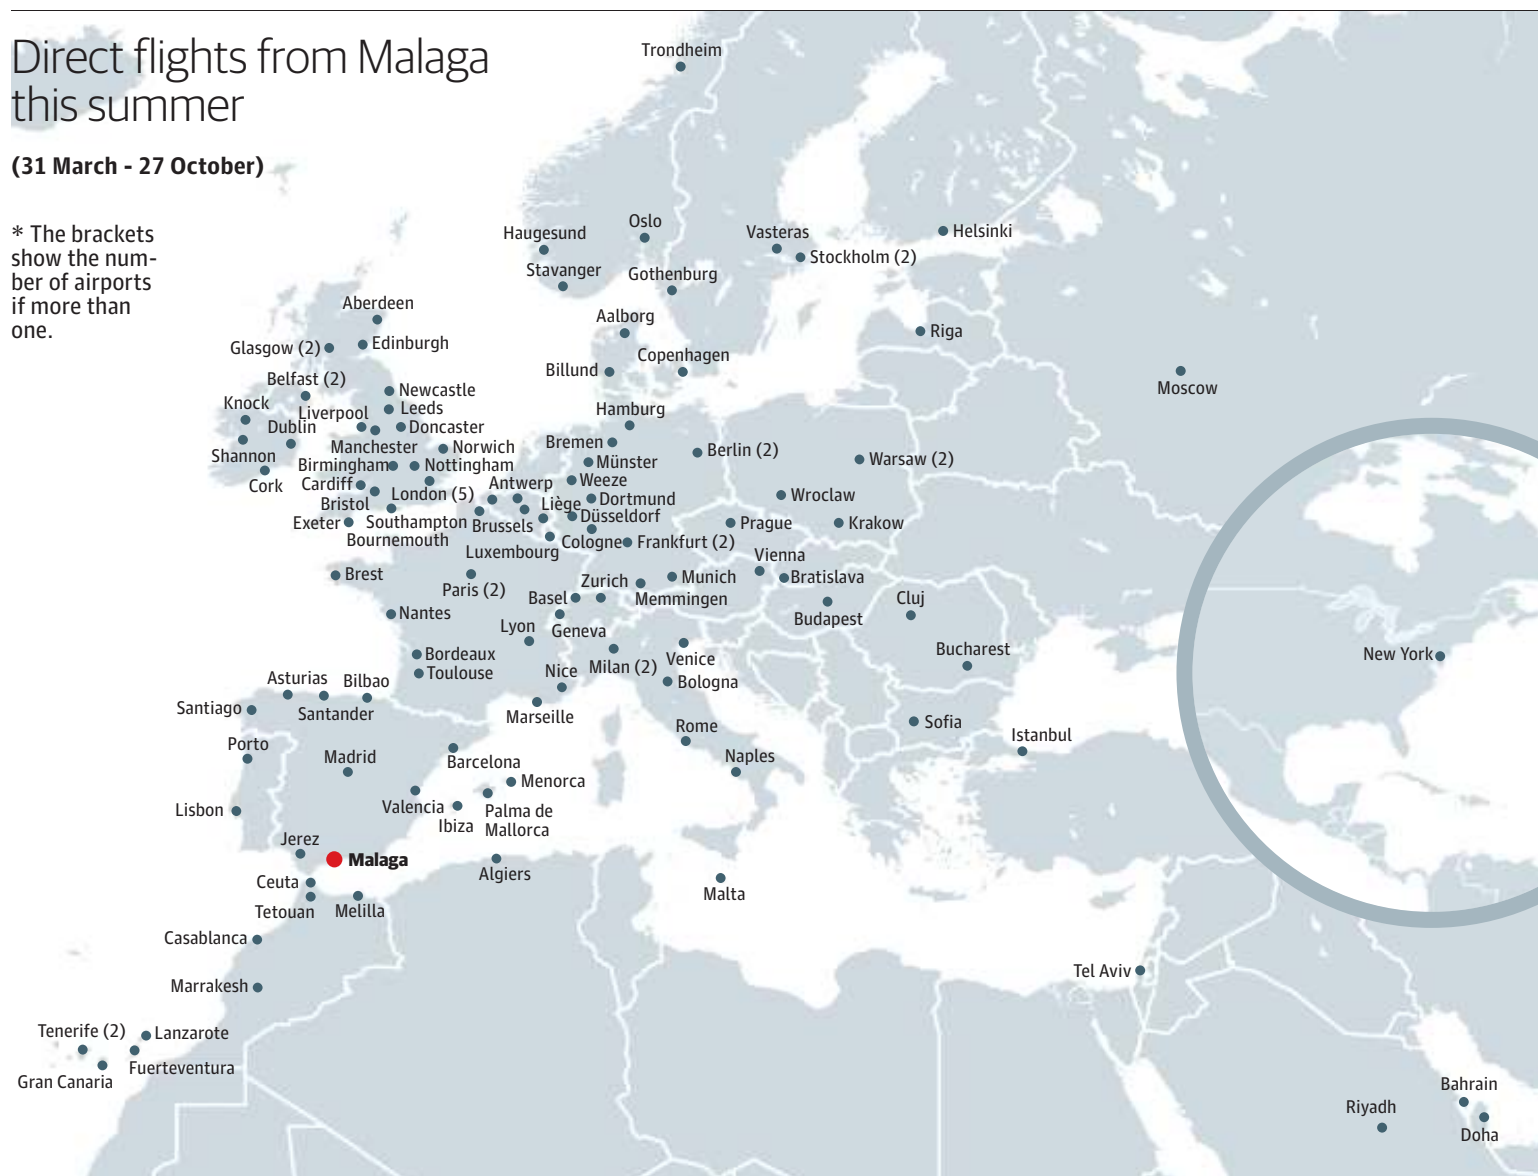 Direct flights from Malaga
this summer
(31 March - 27 October)
* The brackets
show the num-
ber of airports
if more than
one.
Trondheim
Oslo
Haugesund
Vasteras
Helsinki
Stockholm (2)
Stavanger
Gothenburg
Aberdeen
Aalborg
Riga
Edinburgh
Glasgow (2)
Copenhagen
Billund
Moscow
Belfast (2)
Newcastle
Knock
Leeds
Liverpool
Hamburg
Dublin
Doncaster
Manchester
Norwich
Bremen
Berlin (2)
Shannon
Warsaw (2)
Birmingham
Nottingham
Münster
Cork
Cardiff
London (5)
Antwerp
Weeze
Wroclaw
Bristol
Liège
Dortmund
Exeter
Southampton
Brussels
Düsseldorf
Prague
Krakow
Bournemouth
Luxembourg
Cologne
Frankfurt (2)
Vienna
Brest
Paris (2)
Zurich
Munich
Bratislava
Basel
Memmingen
Cluj
Nantes
Budapest
Lyon
Geneva
Bordeaux
Bucharest
New York
Toulouse
Nice
Milan (2)
Venice
Asturias
Bilbao
Bologna
Santiago
Santander
Marseille
Rome
Sofia
Istanbul
Porto
Madrid
Barcelona
Naples
Menorca
Lisbon
Valencia
Ibiza
Palma de
Mallorca
Jerez
Malaga
Algiers
Ceuta
Malta
Tetouan
Melilla
Casablanca
Tel Aviv
Marrakesh
Tenerife (2)
Lanzarote
Fuerteventura
Gran Canaria
Bahrain
Riyadh
Doha